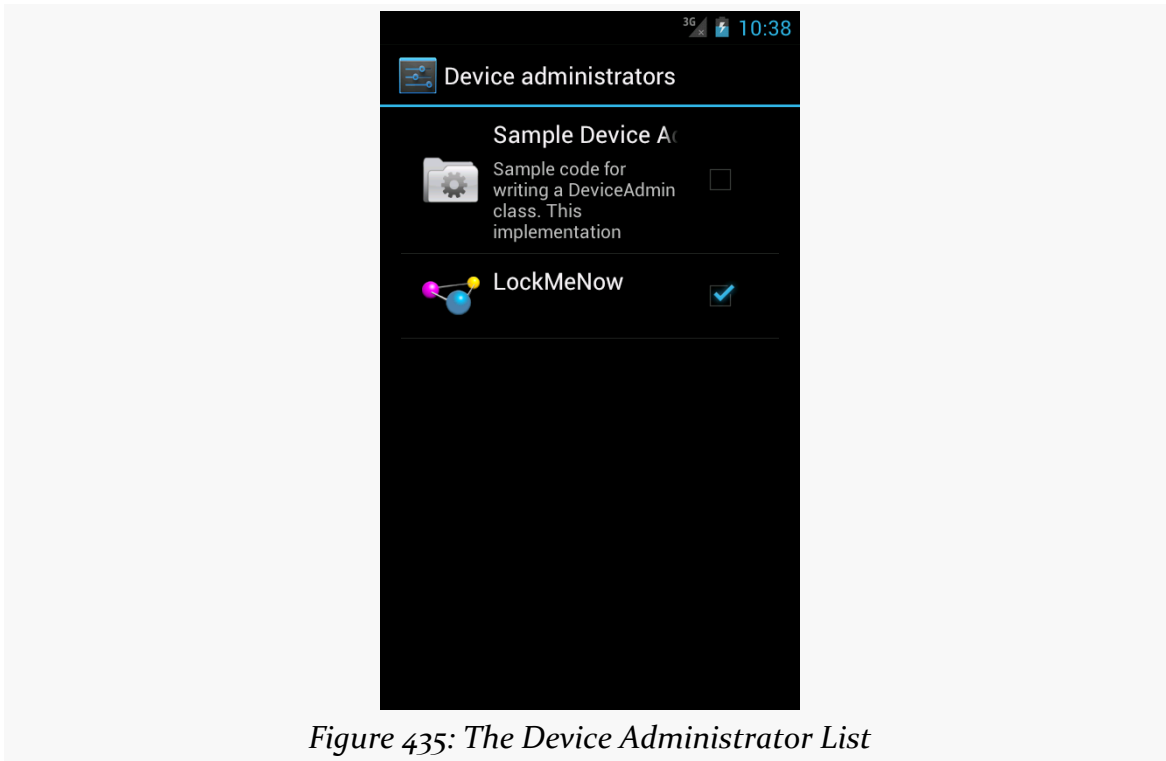 3G 10:38
Device administrators
Sample Device A
Sample code for
writing a DeviceAdmin
class. This
implementation
LockMeNow
Figure 435: The Device Administrator List